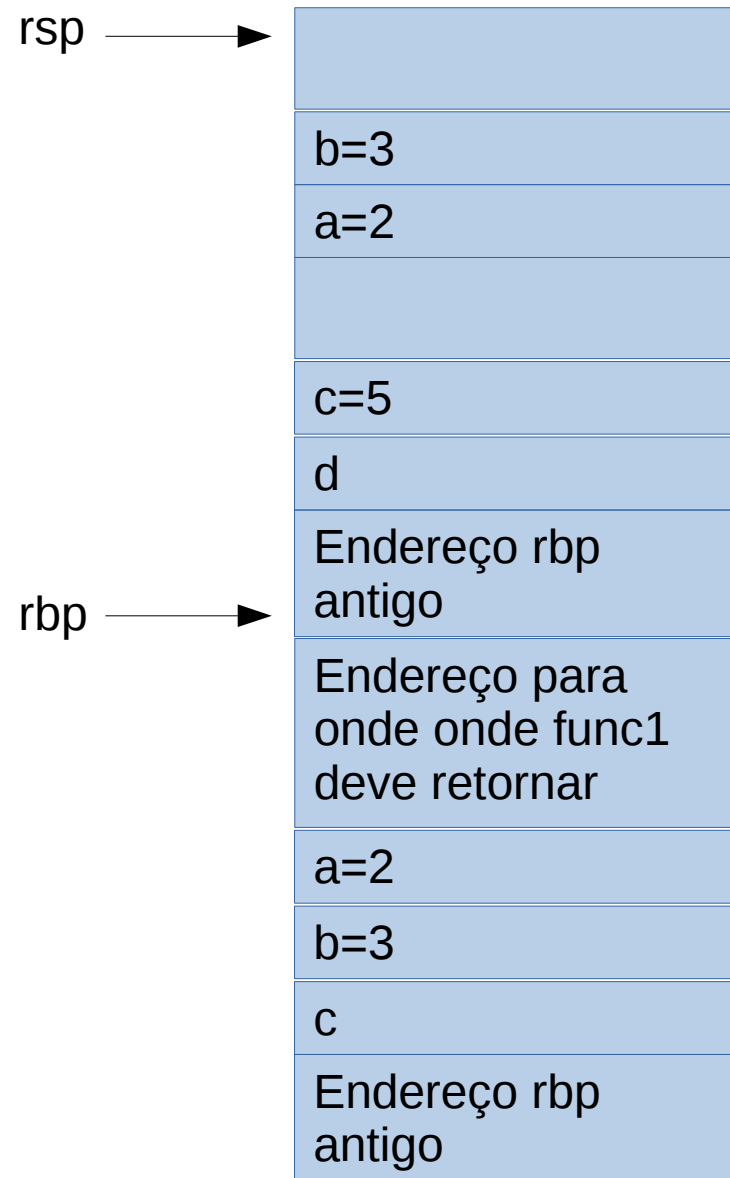 rsp
b=3
a=2
c=5
d
Endereço rbp
antigo
rbp
Endereço para
onde onde func1
deve retornar
a=2
b=3
c
Endereço rbp
antigo